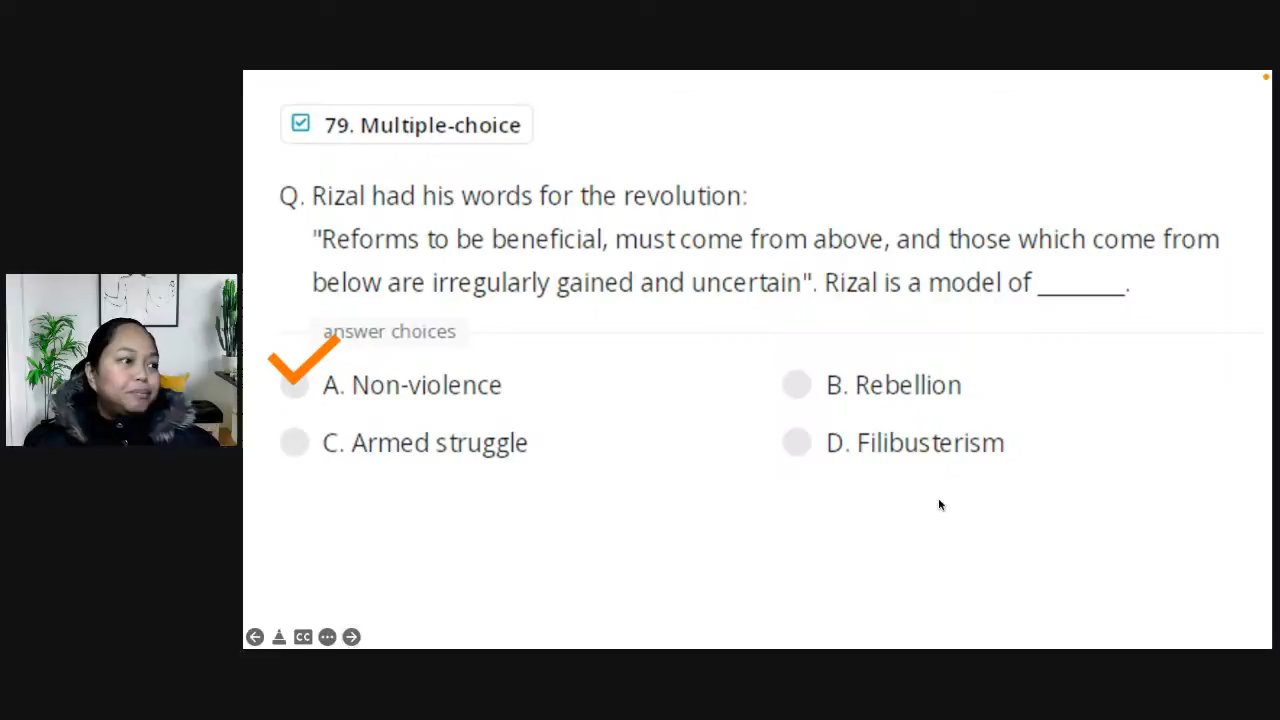 79. Multiple-choice
Q. Rizal had his words for the revolution:
"Reforms to be beneficial, must come from above, and those which come from
below are irregularly gained and uncertain". Rizal is a model of _______.
answer choices
A. Non-violence
B. Rebellion
C. Armed struggle
D. Filibusterism
CC